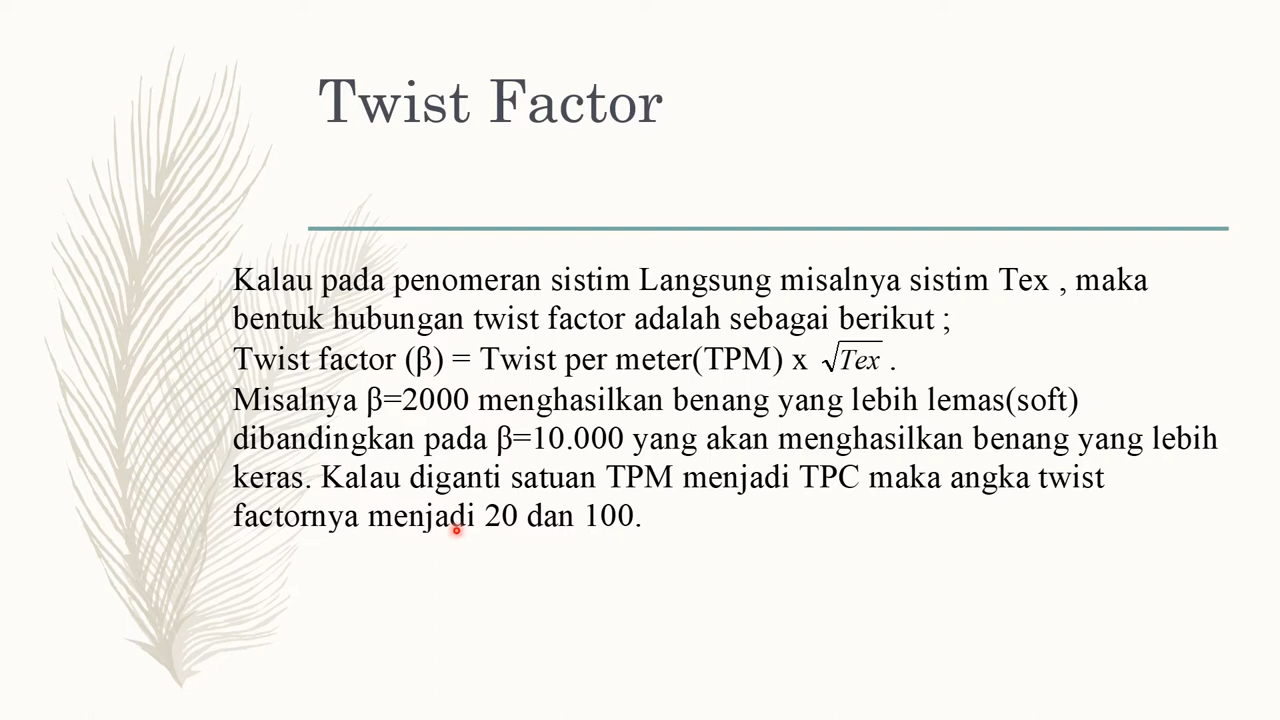 Twist Factor
Kalau pada penomeran sistim Langsung misalnya sistim Tex , maka
bentuk hubungan twist factor adalah sebagai berikut ;
Twist factor (β) = Twist per meter(TPM) x √Tex .
Misalnya β=2000 menghasilkan benang yang lebih lemas(soft)
dibandingkan pada β=10.000 yang akan menghasilkan benang yang lebih
keras. Kalau diganti satuan TPM menjadi TPC maka angka twist
factornya menjadi 20 dan 100.